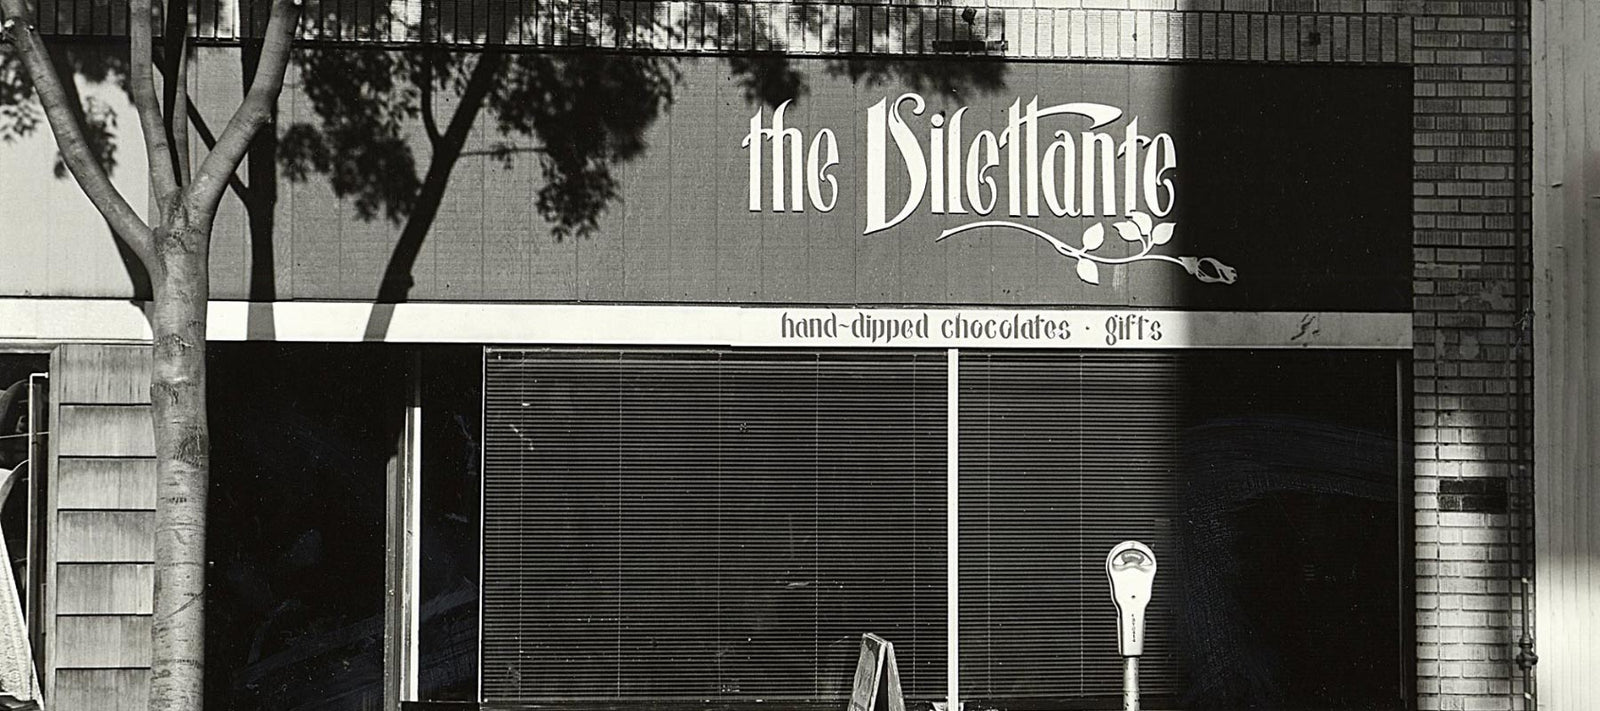 the Dilettante
hand-dipped chocolates · gifts